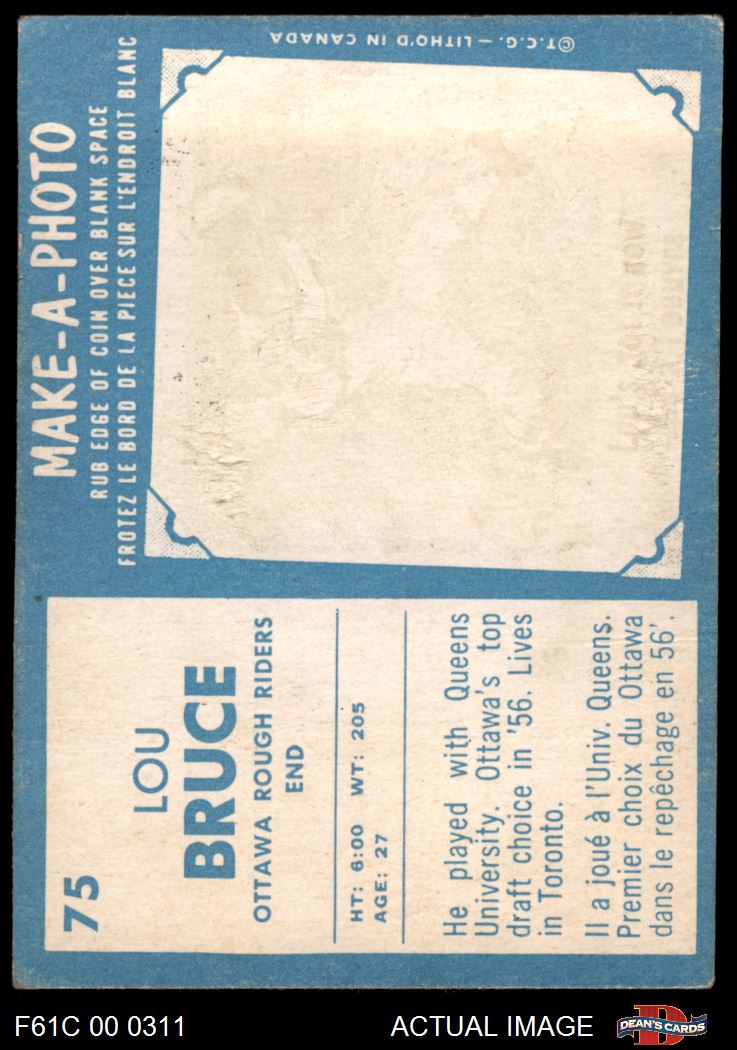 MAKE-A-PHOTO
RUB EDGE OF COIN OVER BLANK SPACE
FROTEZ LE BORD DE LA PIECE SUR L'ENDROIT BLANC
©T.C.G. — LITHO'D IN CANADA
75
LOU
BRUCE
OTTAWA ROUGH RIDERS
END
HT: 6:00 WT: 205
AGE: 27
He played with Queens
University. Ottawa's top
draft choice in '56. Lives
in Toronto.
Il a joué à l'Univ. Queens.
Premier choix du Ottawa
dans le repêchage en 56'.
F61C 00 0311
ACTUAL IMAGE
D
DEAN'S CARDS